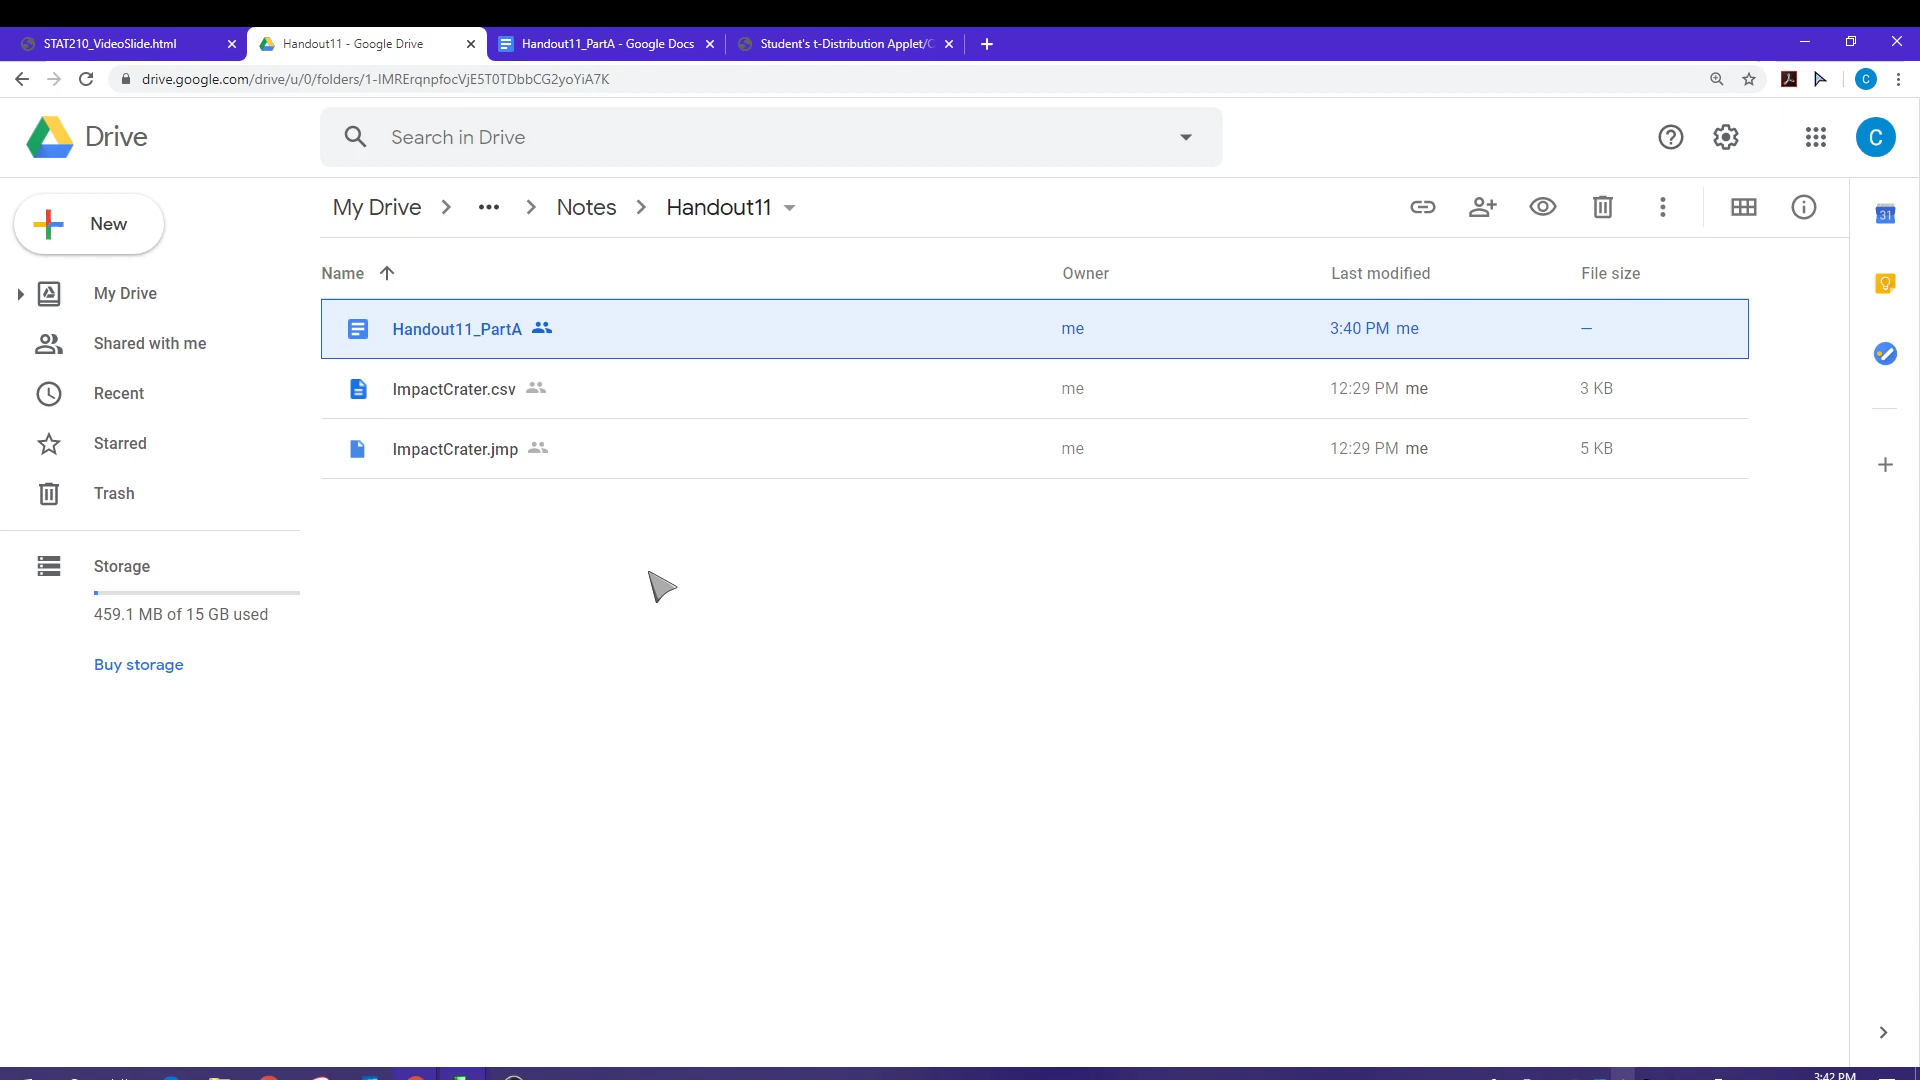 STAT210_VideoSlide.html
Handout11 - Google Drive
Handout11_PartA - Google Docs
Student's t-Distribution Applet/C
drive.google.com/drive/u/0/folders/1-IMRErqnpfocVjE5T0TDbbCG2yoYiA7K
C
Drive
Search in Drive
C
New
My Drive
Notes
Handout11
31
My Drive
Shared with me
Recent
Starred
Trash
Storage
459.1 MB of 15 GB used
Buy storage
Name Owner Last modified File size
Handout11_PartA me 3:40 PM me —
ImpactCrater.csv me 12:29 PM me 3 KB
ImpactCrater.jmp me 12:29 PM me 5 KB
3:42 PM